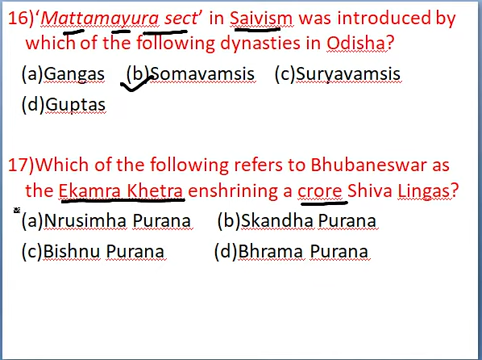 16)‘Mattamayura sect’ in Saivism was introduced by
which of the following dynasties in Odisha?
(a)Gangas (b)Somavamsis (c)Suryavamsis
(d)Guptas
17)Which of the following refers to Bhubaneswar as
the Ekamra Khetra enshrining a crore Shiva Lingas?
(a)Nrusimha Purana (b)Skandha Purana
(c)Bishnu Purana (d)Bhrama Purana